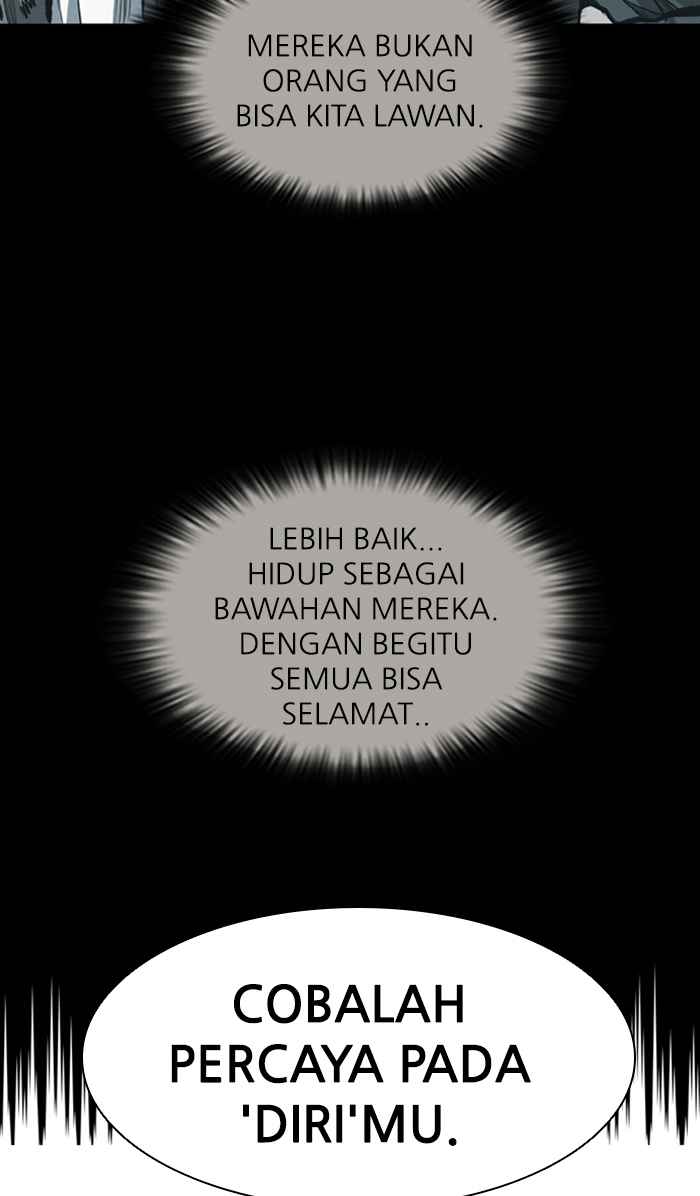 MEREKA BUKAN
ORANG YANG
BISA KITA LAWAN.
LEBIH BAIK...
HIDUP SEBAGAI
BAWAHAN MEREKA.
DENGAN BEGITU
SEMUA BISA
SELAMAT..
COBALAH
PERCAYA PADA
'DIRI'MU.